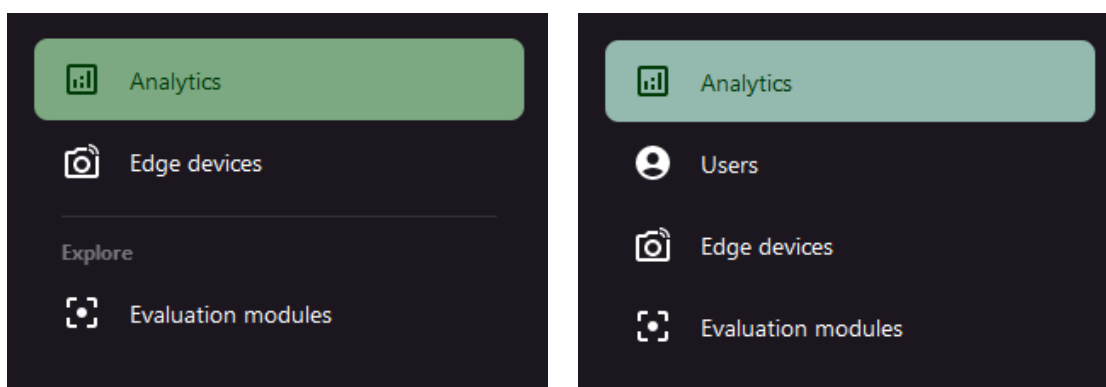 Analytics
Edge devices
Explore
Evaluation modules
Analytics
Users
Edge devices
Evaluation modules